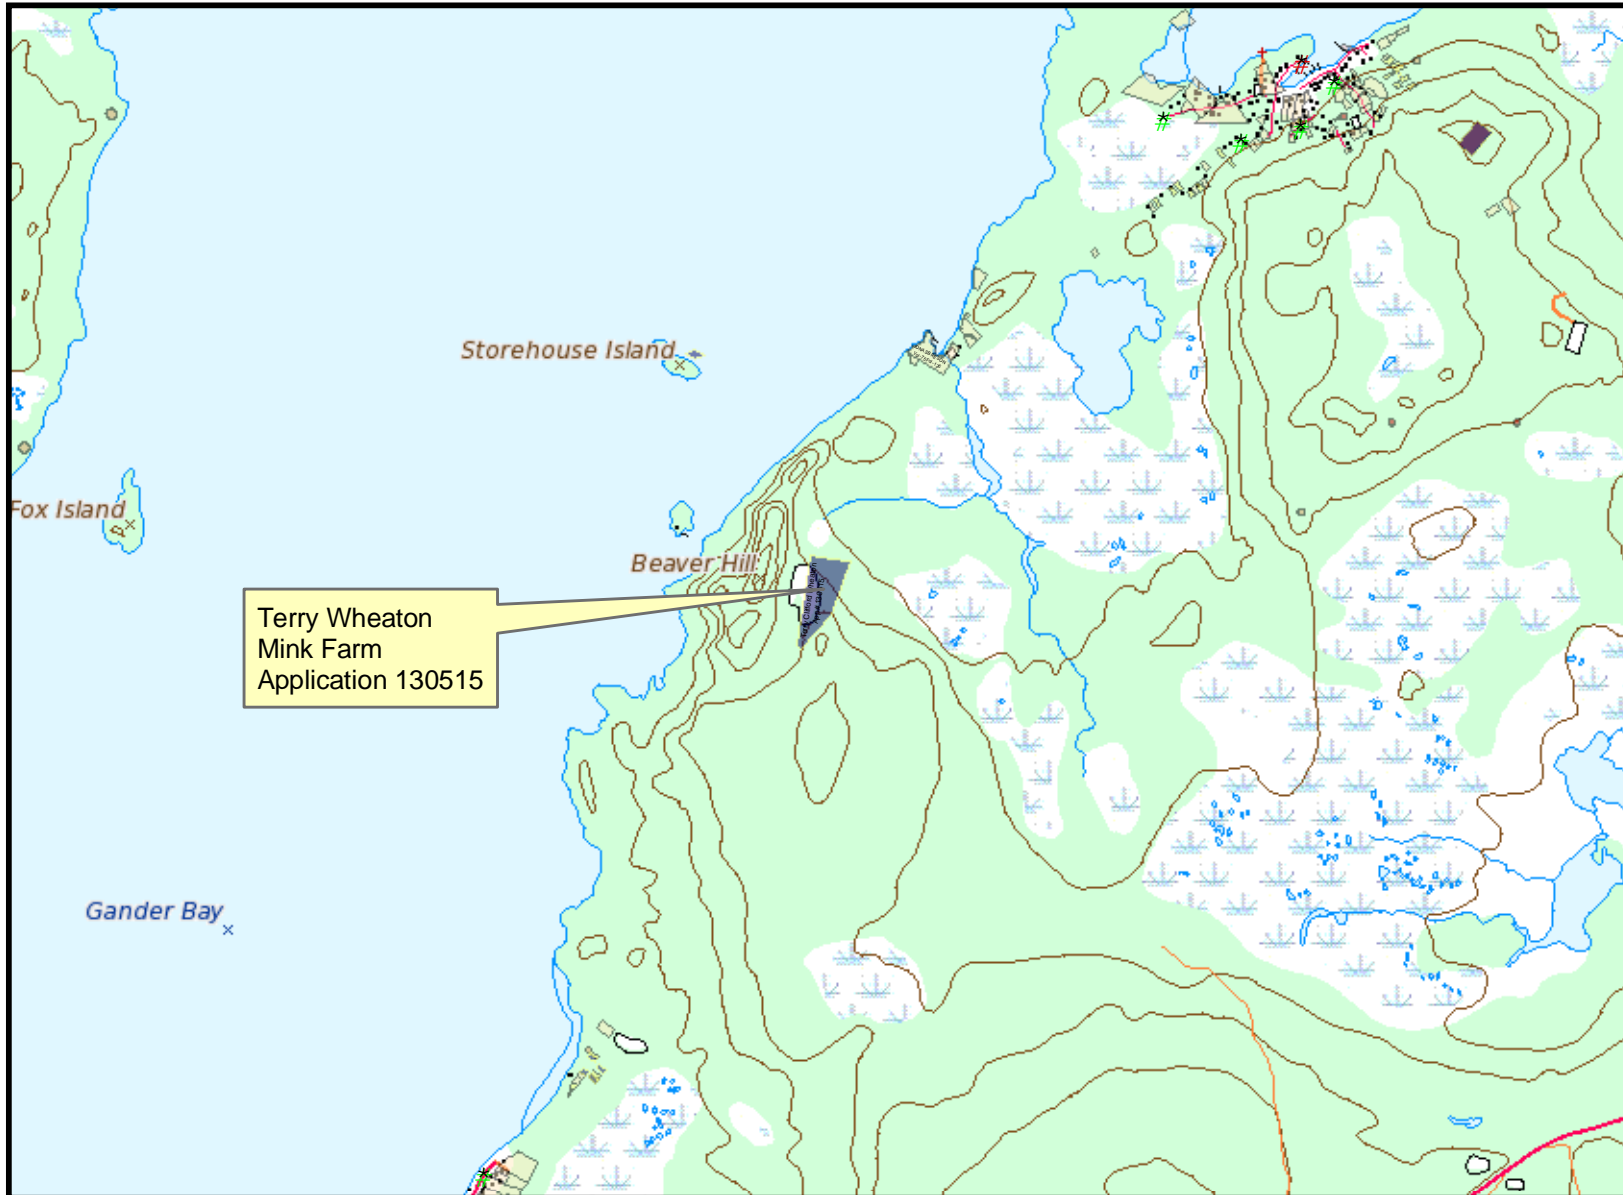 Storehouse Island
Fox Island
Beaver Hill
Terry Wheaton
Mink Farm
Application 130515
Gander Bay